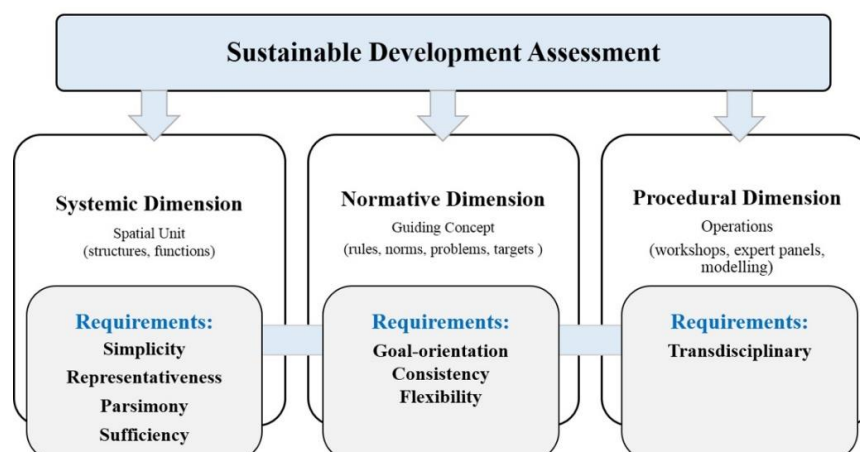 Sustainable Development Assessment
Systemic Dimension
Spatial Unit
(structures, functions)
Requirements:
Simplicity
Representativeness
Parsimony
Sufficiency
Normative Dimension
Guiding Concept
(rules, norms, problems, targets )
Requirements:
Goal-orientation
Consistency
Flexibility
Procedural Dimension
Operations
(workshops, expert panels,
modelling)
Requirements:
Transdisciplinary